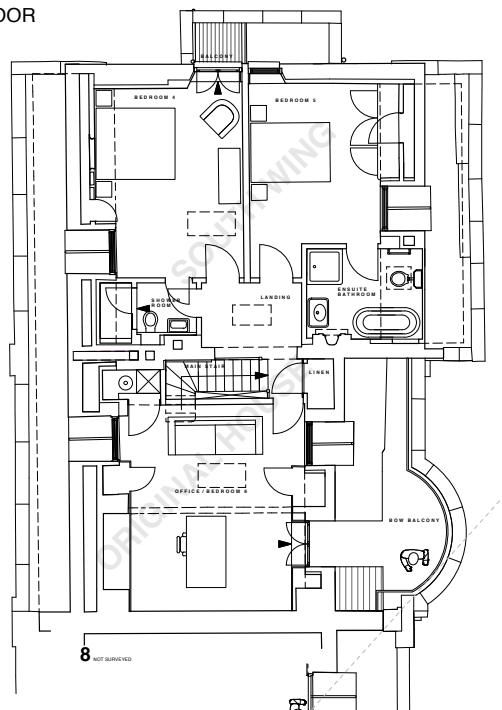 OOR
BALCONY
BEDROOM 4
BEDROOM 5
SOUTH WING
ENSUITE
BATHROOM
SHOWER
ROOM
LANDING
MAIN STAIR
LINEN
ORIGINAL HOUSE
OFFICE / BEDROOM 6
BOW BALCONY
8 NOT SURVEYED